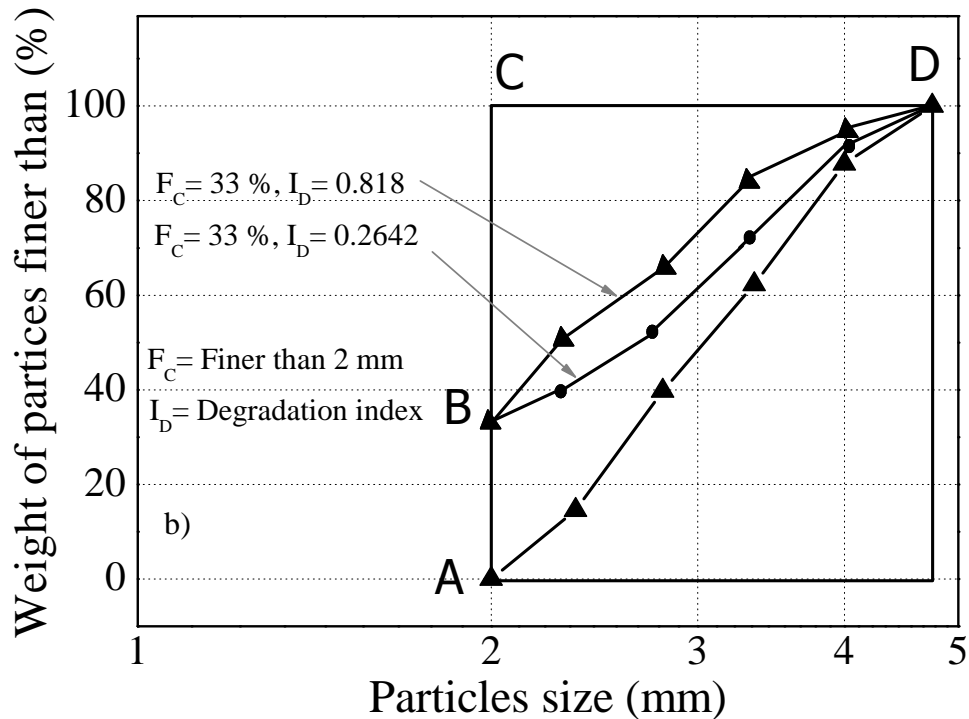 Weight of partices finer than (%)
C
D
100
F_C= 33 %, I_D= 0.818
80
F_C= 33 %, I_D= 0.2642
60
F_C= Finer than 2 mm
40
I_D= Degradation index
B
20
b)
0
A
1
2
3
4
5
Particles size (mm)